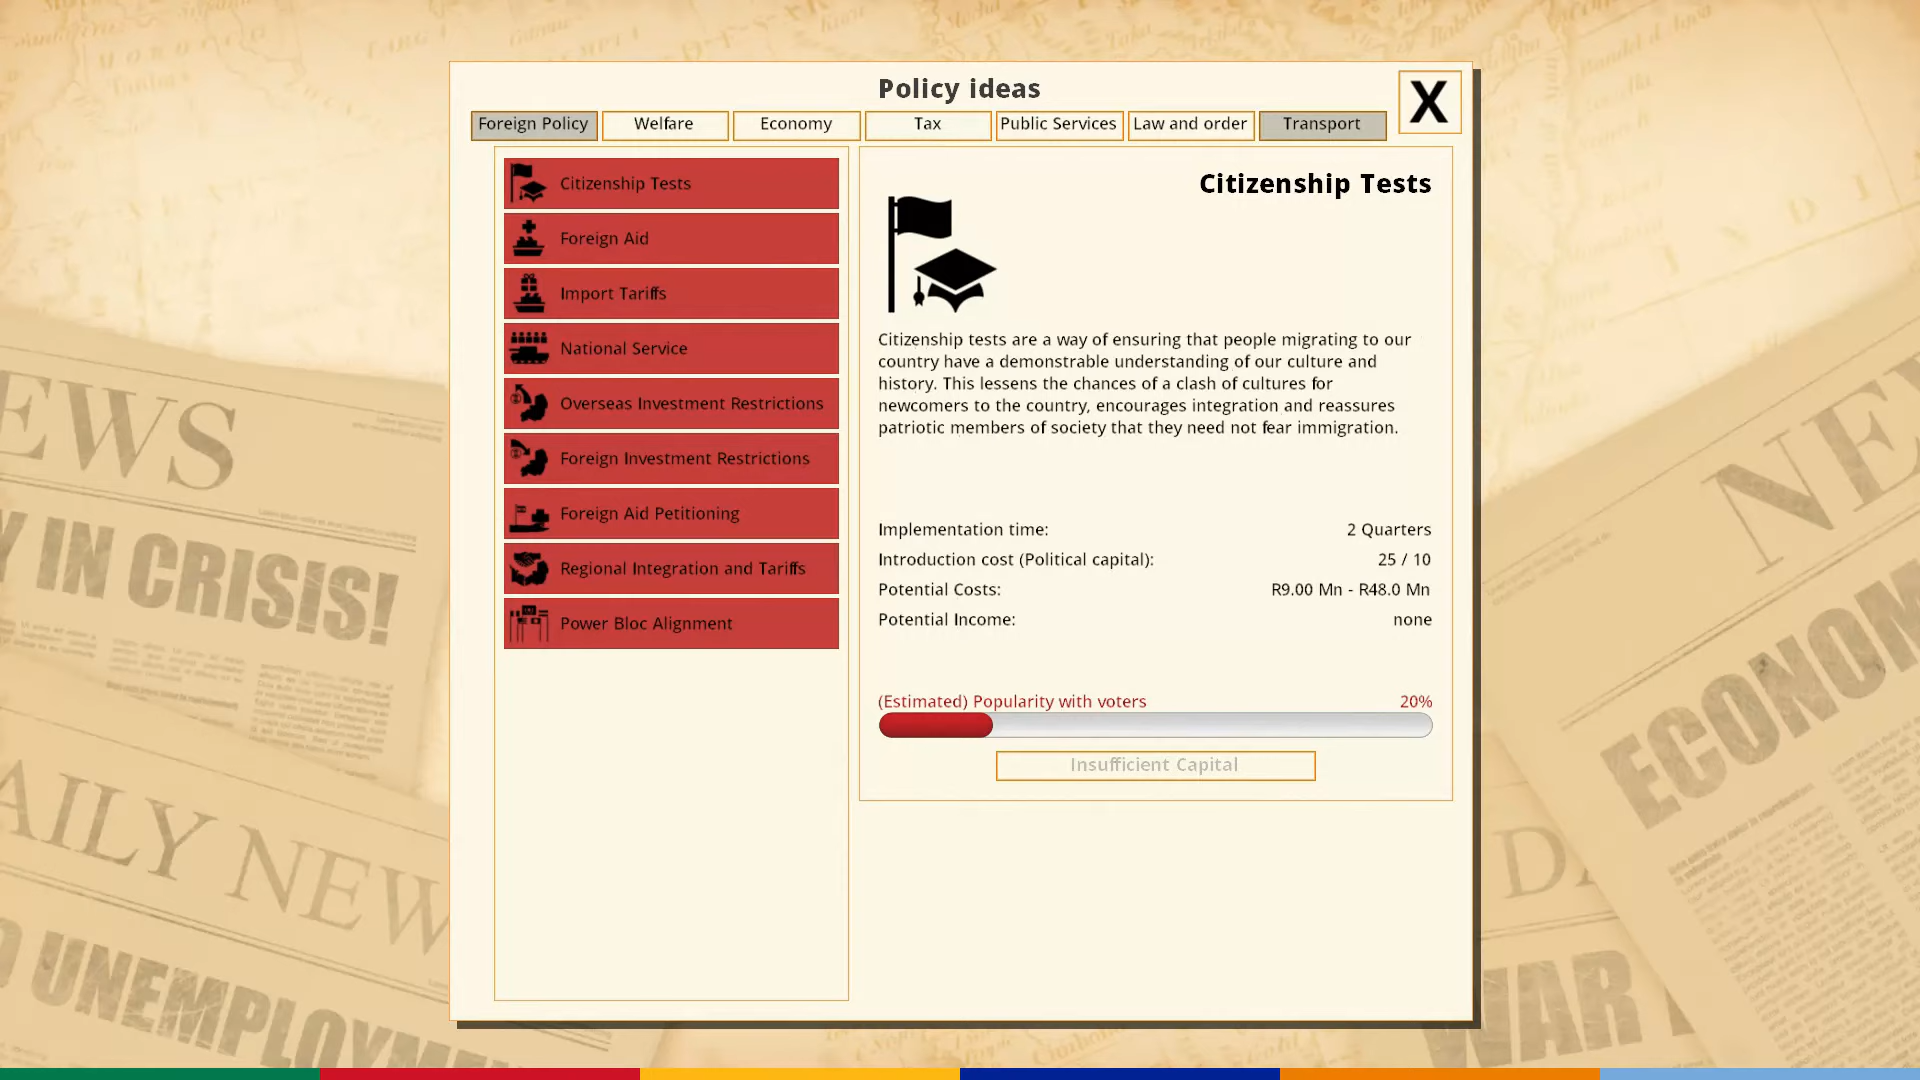 Policy ideas
X
Foreign Policy
Welfare
Economy
Tax
Public Services
Law and order
Transport
Citizenship Tests
Foreign Aid
Import Tariffs
National Service
Overseas Investment Restrictions
Foreign Investment Restrictions
Foreign Aid Petitioning
Regional Integration and Tariffs
Power Bloc Alignment
Citizenship Tests
Citizenship tests are a way of ensuring that people migrating to our
country have a demonstrable understanding of our culture and
history. This lessens the chances of a clash of cultures for
newcomers to the country, encourages integration and reassures
patriotic members of society that they need not fear immigration.
Implementation time: 2 Quarters
Introduction cost (Political capital): 25 / 10
Potential Costs: R9.00 Mn - R48.0 Mn
Potential Income: none
(Estimated) Popularity with voters 20%
Insufficient Capital
EWS
Y IN CRISIS!
AILY NEW
UNEMPLOYM
NE
ECONOM
DA
WAR